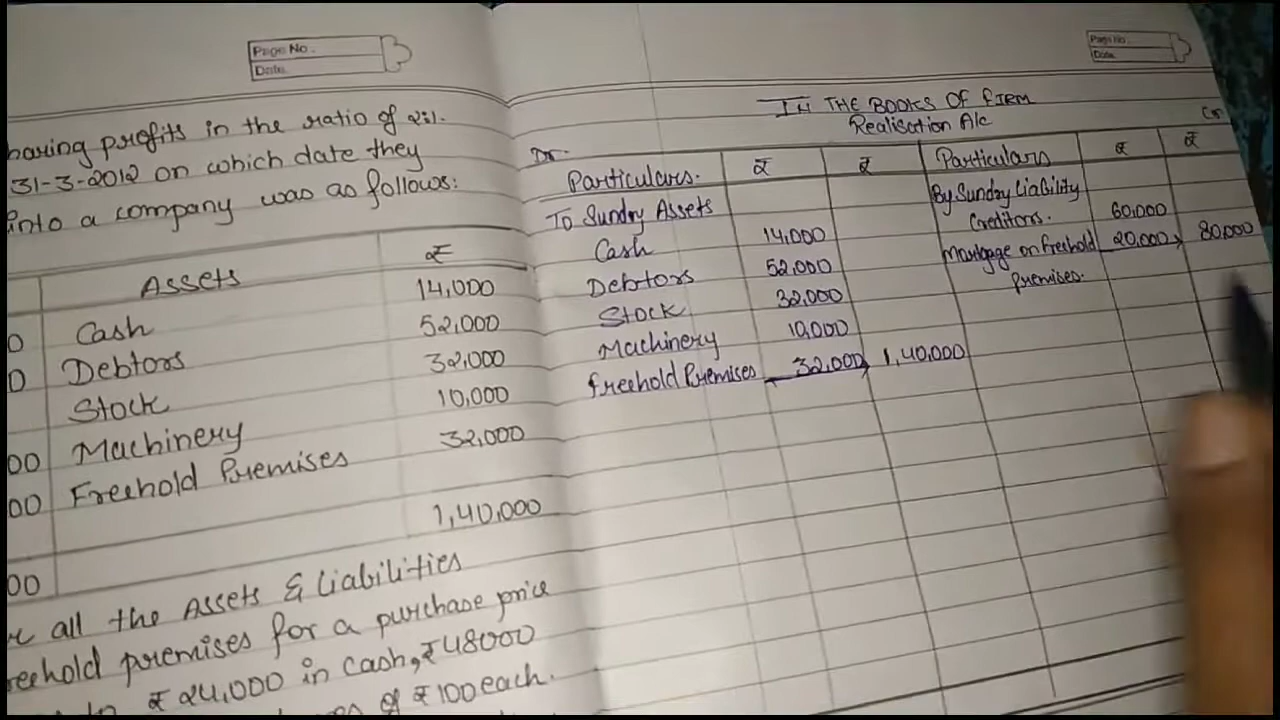 Page No.
Date.
haring profits in the ratio of 2:1.
31-3-2012 on which date they
into a company was as follows:
Assets ₹
Cash 14,000
Debtors 52,000
Stock 32,000
Machinery 10,000
Freehold Premises 32,000
1,40,000
all the Assets & liabilities
reehold premises for a purchase price
₹ 24,000 in cash, ₹48000
of ₹100 each.
Page No.
Date.
IN THE BOOKS OF FIRM
Realisation A/c
Dr. Cr
Particulars. ₹ ₹ Particulars ₹ ₹
To Sundry Assets
Cash 14,000
Debtors 52,000
Stock 32,000
Machinery 10,000
freehold Premises 32,000 1,40,000
By Sundry Liability
Creditors. 60,000
Mortgage on freehold 20,000 80,000
premises.